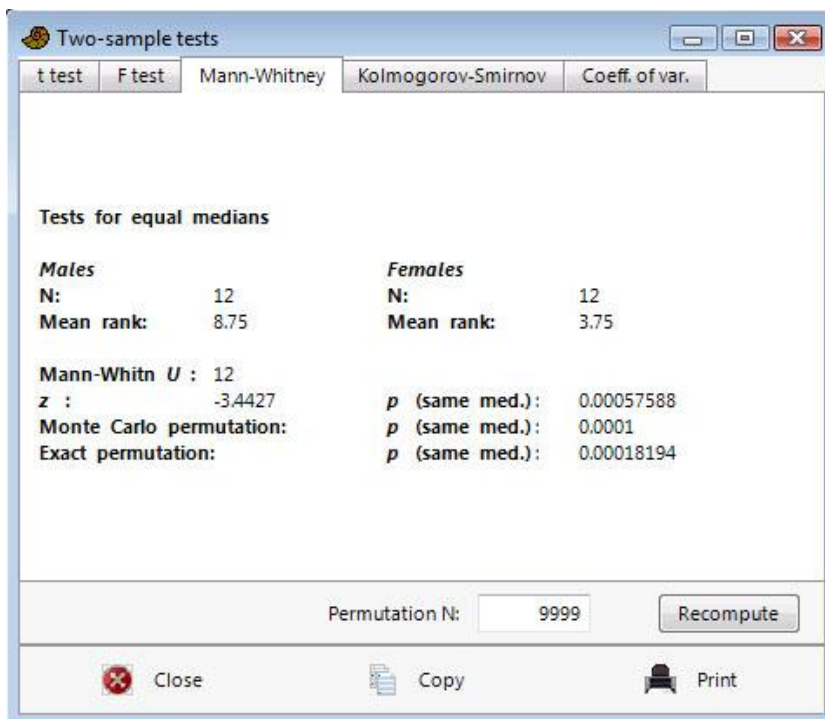 Two-sample tests
t test F test Mann-Whitney Kolmogorov-Smirnov Coeff. of var.
Tests for equal medians
Males Females
N: 12 N: 12
Mean rank: 8.75 Mean rank: 3.75
Mann-Whitn U : 12
z : -3.4427 p (same med.): 0.00057588
Monte Carlo permutation: p (same med.): 0.0001
Exact permutation: p (same med.): 0.00018194
Permutation N: 9999 Recompute
Close Copy Print